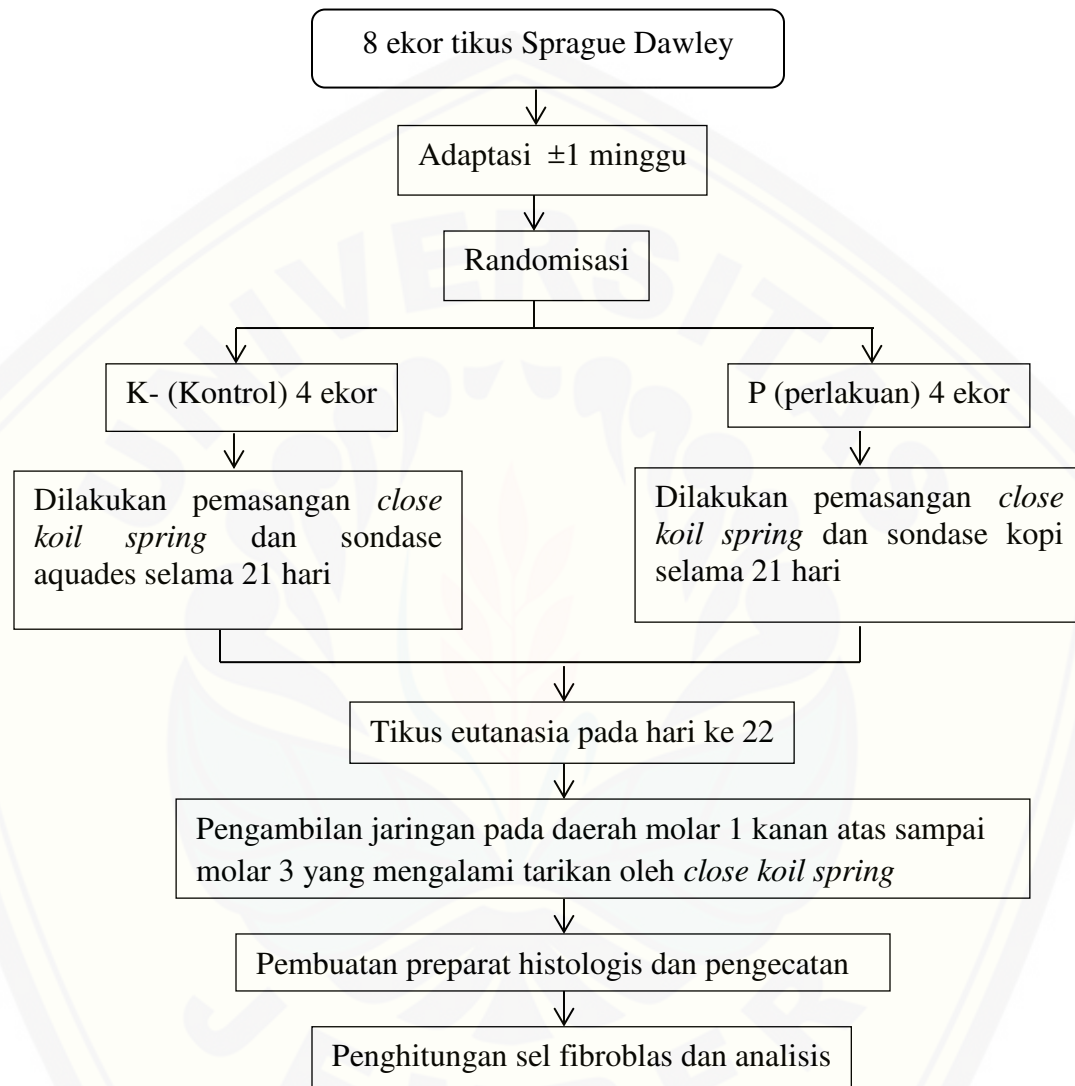 8 ekor tikus Sprague Dawley
Adaptasi ±1 minggu
Randomisasi
K- (Kontrol) 4 ekor
P (perlakuan) 4 ekor
Dilakukan pemasangan close
koil spring dan sondase
aquades selama 21 hari
Dilakukan pemasangan close
koil spring dan sondase kopi
selama 21 hari
Tikus eutanasia pada hari ke 22
Pengambilan jaringan pada daerah molar 1 kanan atas sampai
molar 3 yang mengalami tarikan oleh close koil spring
Pembuatan preparat histologis dan pengecatan
Penghitungan sel fibroblas dan analisis
UNIVERSITAS
JEMBER